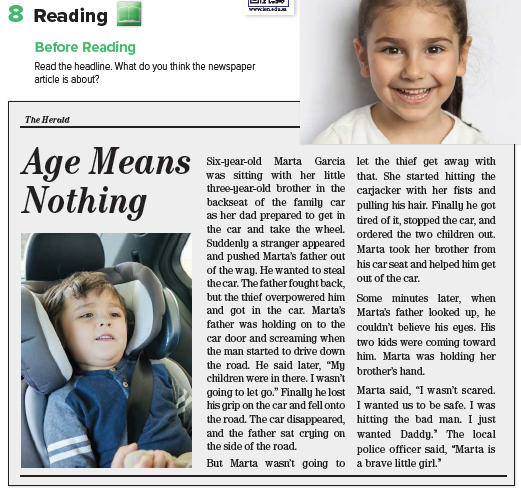 8 Reading
www.ien.edu.sa
Before Reading
Read the headline. What do you think the newspaper
article is about?
The Herald
Age Means
Nothing
Six-year-old Marta Garcia
was sitting with her little
three-year-old brother in the
backseat of the family car
as her dad prepared to get in
the car and take the wheel.
Suddenly a stranger appeared
and pushed Marta's father out
of the way. He wanted to steal
the car. The father fought back,
but the thief overpowered him
and got in the car. Marta's
father was holding on to the
car door and screaming when
the man started to drive down
the road. He said later, "My
children were in there. I wasn't
going to let go." Finally he lost
his grip on the car and fell onto
the road. The car disappeared,
and the father sat crying on
the side of the road.
But Marta wasn't going to
let the thief get away with
that. She started hitting the
carjacker with her fists and
pulling his hair. Finally he got
tired of it, stopped the car, and
ordered the two children out.
Marta took her brother from
his car seat and helped him get
out of the car.
Some minutes later, when
Marta's father looked up, he
couldn't believe his eyes. His
two kids were coming toward
him. Marta was holding her
brother's hand.
Marta said, "I wasn't scared.
I wanted us to be safe. I was
hitting the bad man. I just
wanted Daddy." The local
police officer said, "Marta is
a brave little girl."